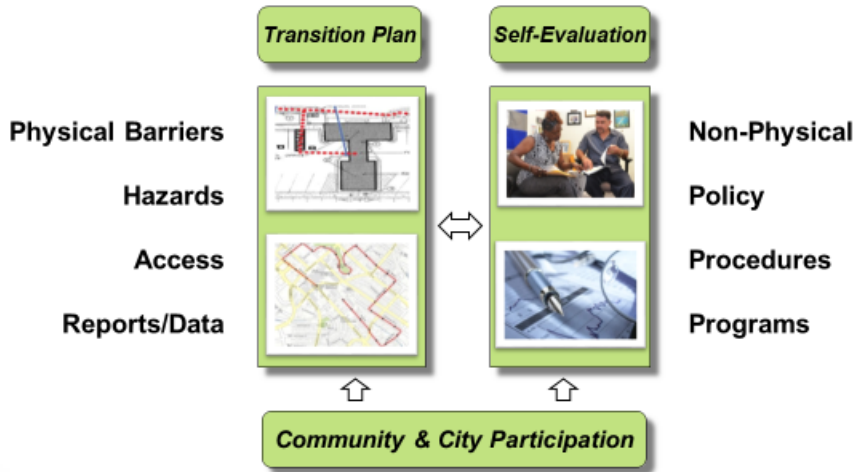 Transition Plan
Self-Evaluation
Physical Barriers
Hazards
Access
Reports/Data
Non-Physical
Policy
Procedures
Programs
Community & City Participation